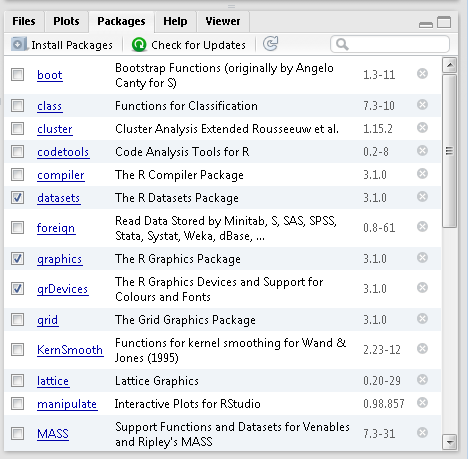 Files Plots Packages Help Viewer
Install Packages Check for Updates
boot Bootstrap Functions (originally by Angelo
Canty for S) 1.3-11
class Functions for Classification 7.3-10
cluster Cluster Analysis Extended Rousseeuw et al. 1.15.2
codetools Code Analysis Tools for R 0.2-8
compiler The R Compiler Package 3.1.0
datasets The R Datasets Package 3.1.0
foreign Read Data Stored by Minitab, S, SAS, SPSS,
Stata, Systat, Weka, dBase, ... 0.8-61
graphics The R Graphics Package 3.1.0
grDevices The R Graphics Devices and Support for
Colours and Fonts 3.1.0
grid The Grid Graphics Package 3.1.0
KernSmooth Functions for kernel smoothing for Wand &
Jones (1995) 2.23-12
lattice Lattice Graphics 0.20-29
manipulate Interactive Plots for RStudio 0.98.857
MASS Support Functions and Datasets for Venables
and Ripley's MASS 7.3-31